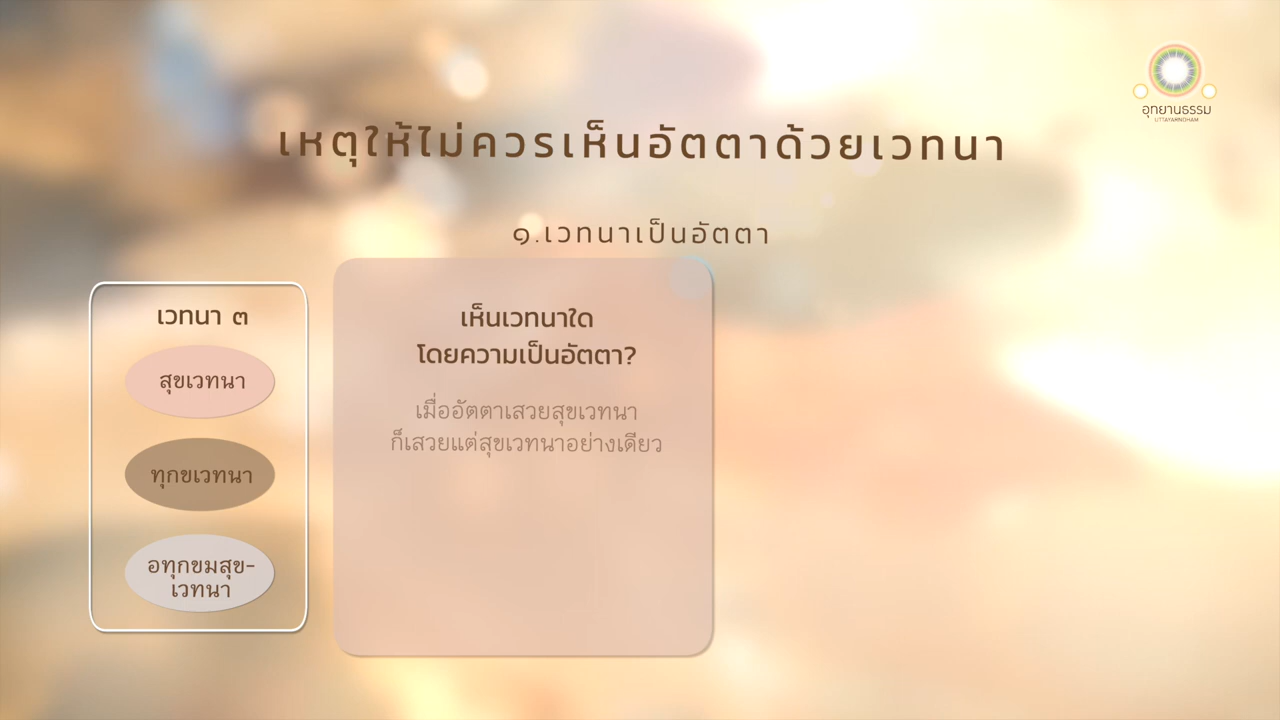 อุทยานธรรม
UTTAYARNDHAM
เหตุให้ไม่ควรเห็นอัตตาด้วยเวทนา
๑.เวทนาเป็นอัตตา
เวทนา ๓
สุขเวทนา
ทุกขเวทนา
อทุกขมสุข-
เวทนา
เห็นเวทนาใด
โดยความเป็นอัตตา?
เมื่ออัตตาเสวยสุขเวทนา
ก็เสวยแต่สุขเวทนาอย่างเดียว